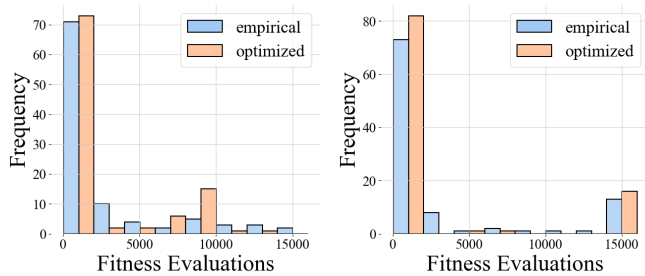 70
60
50
40
30
20
10
0
Frequency
0 5000 10000 15000
Fitness Evaluations
empirical
optimized
80
60
40
20
0
Frequency
0 5000 10000 15000
Fitness Evaluations
empirical
optimized